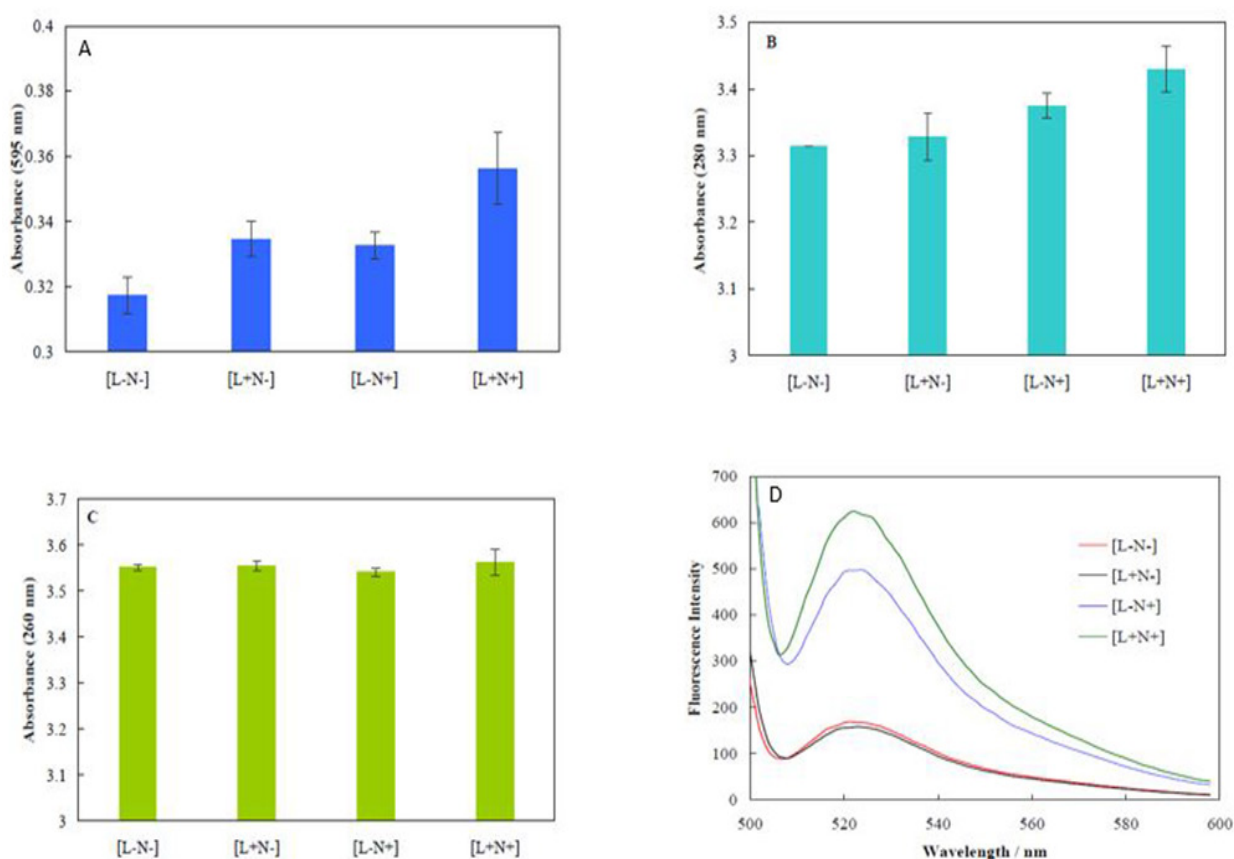 A
Absorbance (595 nm)
0.4
0.38
0.36
0.34
0.32
0.3
[L-N-] [L+N-] [L-N+] [L+N+]
B
Absorbance (280 nm)
3.5
3.4
3.3
3.2
3.1
3
[L-N-] [L+N-] [L-N+] [L+N+]
C
Absorbance (260 nm)
3.7
3.6
3.5
3.4
3.3
3.2
3.1
3
[L-N-] [L+N-] [L-N+] [L+N+]
D
Fluorescence Intensity
700
600
500
400
300
200
100
0
[L-N-]
[L+N-]
[L-N+]
[L+N+]
500 520 540 560 580 600
Wavelength / nm